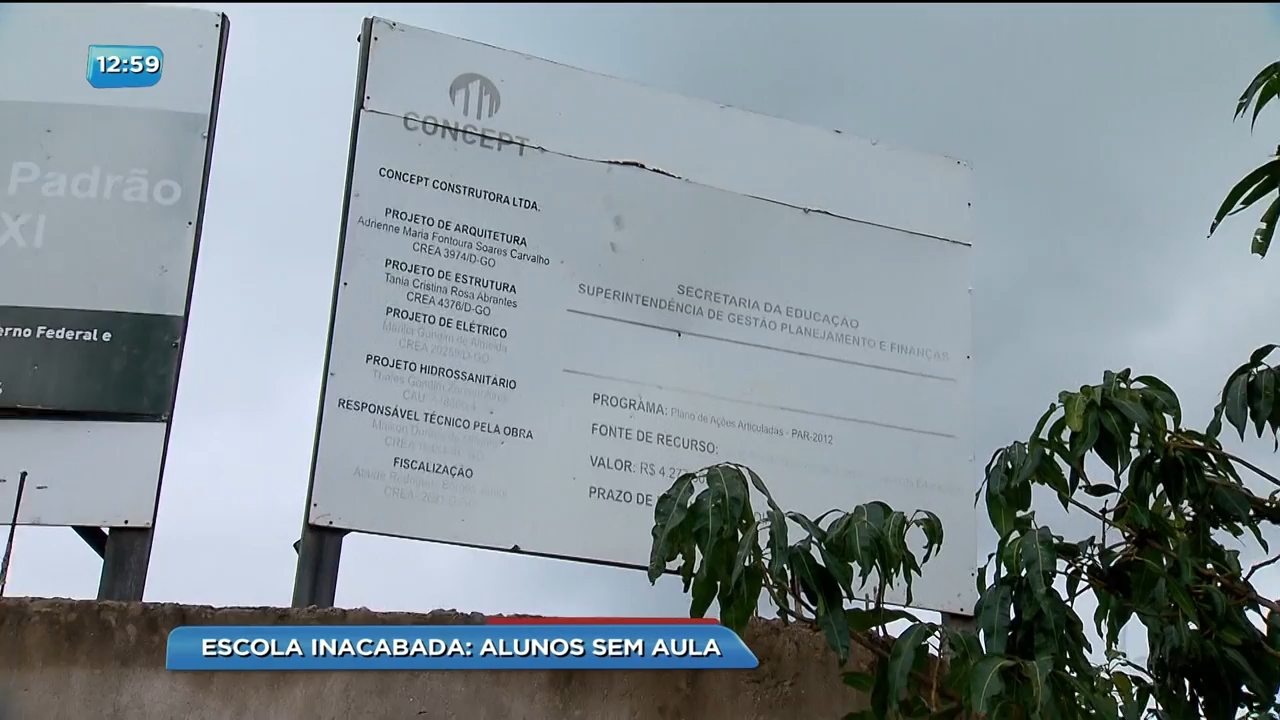 12:59
Padrão
XI
erno Federal e
CONCEPT
CONCEPT CONSTRUTORA LTDA.
PROJETO DE ARQUITETURA
Adrienne Maria Fontoura Soares Carvalho
CREA 3974/D-GO
PROJETO DE ESTRUTURA
Tania Cristina Rosa Abrantes
CREA 4376/D-GO
PROJETO DE ELÉTRICO
PROJETO HIDROSSANITÁRIO
RESPONSÁVEL TÉCNICO PELA OBRA
FISCALIZAÇÃO
SECRETARIA DA EDUCAÇÃO
SUPERINTENDÊNCIA DE GESTÃO PLANEJAMENTO E FINANÇAS
PROGRAMA: Plano de Ações Articuladas - PAR-2012
FONTE DE RECURSO:
VALOR: R$ 4.27
PRAZO DE
ESCOLA INACABADA: ALUNOS SEM AULA